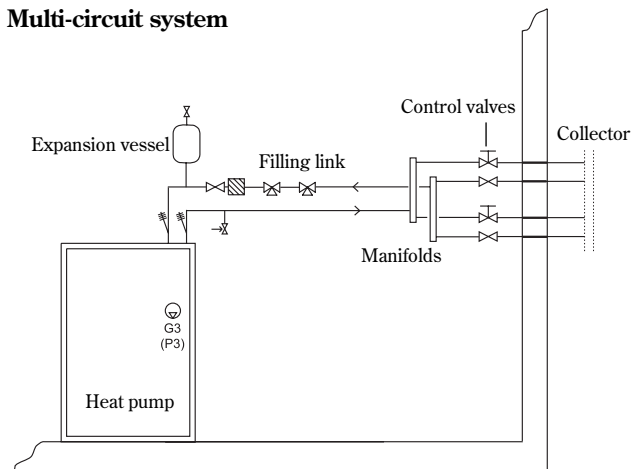 Multi-circuit system
Control valves
Collector
Expansion vessel
Filling link
Manifolds
G3
(P3)
Heat pump